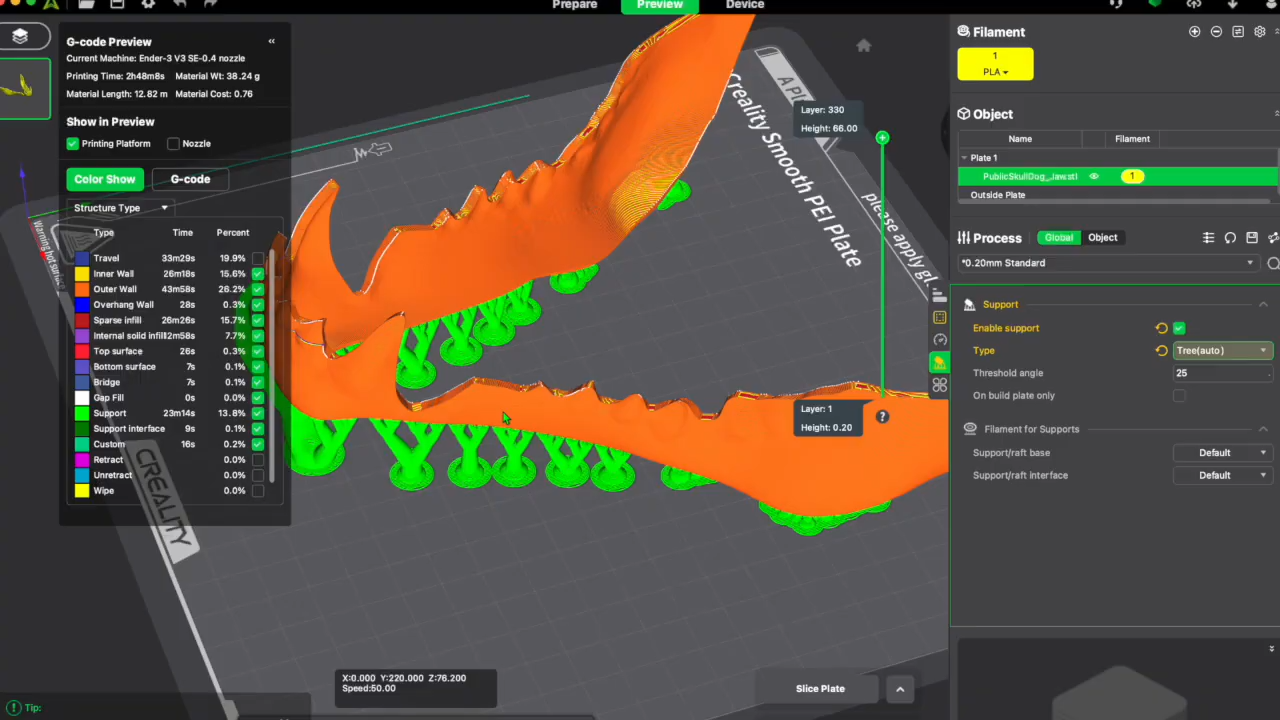 Prepare
Preview
Device
G-code Preview
Current Machine: Ender-3 V3 SE-0.4 nozzle
Printing Time: 2h48m8s
Material Wt: 38.24 g
Material Length: 12.82 m
Material Cost: 0.76
Show in Preview
Printing Platform
Nozzle
Color Show
G-code
Structure Type
Type Time Percent
Travel 33m29s 19.9%
Inner Wall 26m18s 15.6%
Outer Wall 43m58s 26.2%
Overhang Wall 28s 0.3%
Sparse infill 26m26s 15.7%
Internal solid infill12m58s 7.7%
Top surface 26s 0.3%
Bottom surface 7s 0.1%
Bridge 7s 0.1%
Gap Fill 0s 0.0%
Support 23m14s 13.8%
Support interface 9s 0.1%
Custom 16s 0.2%
Retract 0.0%
Unretract 0.0%
Wipe 0.0%
Warning hot surface
CREALITY
Creality Smooth PEI Plate
please apply gl
Layer: 330
Height: 66.00
Layer: 1
Height: 0.20
?
X:0.000 Y:220.000 Z:76.200
Speed:50.00
Slice Plate
Tip:
Filament
1
PLA
Object
Name
Filament
Plate 1
PublicSkullDog_Jaw.stl
1
Outside Plate
Process
Global
Object
*0.20mm Standard
Support
Enable support
Type
Tree(auto)
Threshold angle
25
On build plate only
Filament for Supports
Support/raft base
Default
Support/raft interface
Default